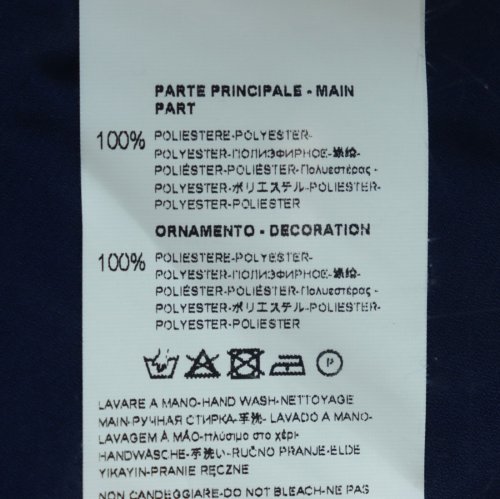 PARTE PRINCIPALE - MAIN
PART
100% POLIESTERE-POLYESTER-
POLYESTER-ПОЛИЭФИРНОЕ-涤纶-
POLIÉSTER-POLIÉSTER-Πολυεστέρας -
POLYESTER-ポリエステル-POLIESTER-
POLYESTER-POLIESTER
ORNAMENTO - DECORATION
100% POLIESTERE-POLYESTER-
POLYESTER-ПОЛИЭФИРНОЕ-涤纶-
POLIÉSTER-POLIÉSTER-Πολυεστέρας -
POLYESTER-ポリエステル-POLIESTER-
POLYESTER-POLIESTER
P
LAVARE A MANO-HAND WASH-NETTOYAGE
MAIN-РУЧНАЯ СТИРКА-手洗- LAVADO A MANO-
LAVAGEM À MÃO-πλύσιμο στο χέρι-
HANDWÄSCHE-手洗い-RUČNO PRANJE-ELDE
YIKAYIN-PRANIE RĘCZNE
NON CANDEGGIARE-DO NOT BLEACH-NE PAS